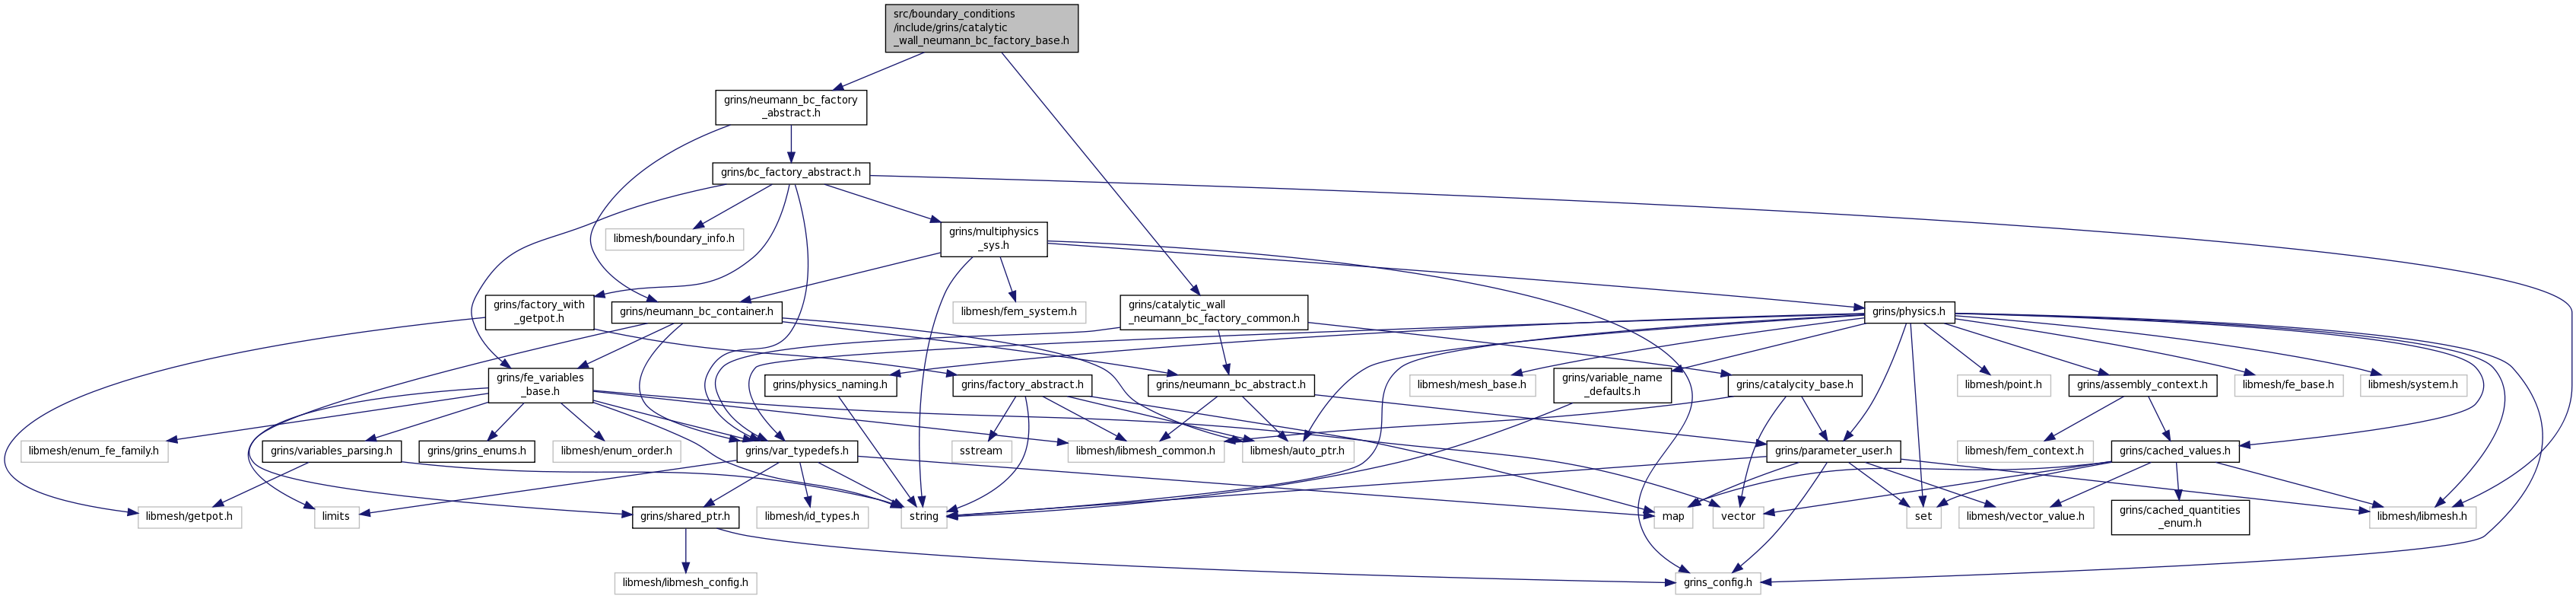 src/boundary_conditions
/include/grins/catalytic
_wall_neumann_bc_factory_base.h
grins/neumann_bc_factory
_abstract.h
grins/bc_factory_abstract.h
libmesh/boundary_info.h
grins/multiphysics
_sys.h
grins/factory_with
_getpot.h
grins/neumann_bc_container.h
libmesh/fem_system.h
grins/catalytic_wall
_neumann_bc_factory_common.h
grins/physics.h
grins/fe_variables
_base.h
grins/physics_naming.h
grins/factory_abstract.h
grins/neumann_bc_abstract.h
libmesh/mesh_base.h
grins/variable_name
_defaults.h
grins/catalycity_base.h
libmesh/point.h
grins/assembly_context.h
libmesh/fe_base.h
libmesh/system.h
libmesh/enum_fe_family.h
grins/variables_parsing.h
grins/grins_enums.h
libmesh/enum_order.h
grins/var_typedefs.h
sstream
libmesh/libmesh_common.h
libmesh/auto_ptr.h
grins/parameter_user.h
libmesh/fem_context.h
grins/cached_values.h
libmesh/getpot.h
limits
grins/shared_ptr.h
libmesh/id_types.h
string
map
vector
set
libmesh/vector_value.h
grins/cached_quantities
_enum.h
libmesh/libmesh.h
libmesh/libmesh_config.h
grins_config.h